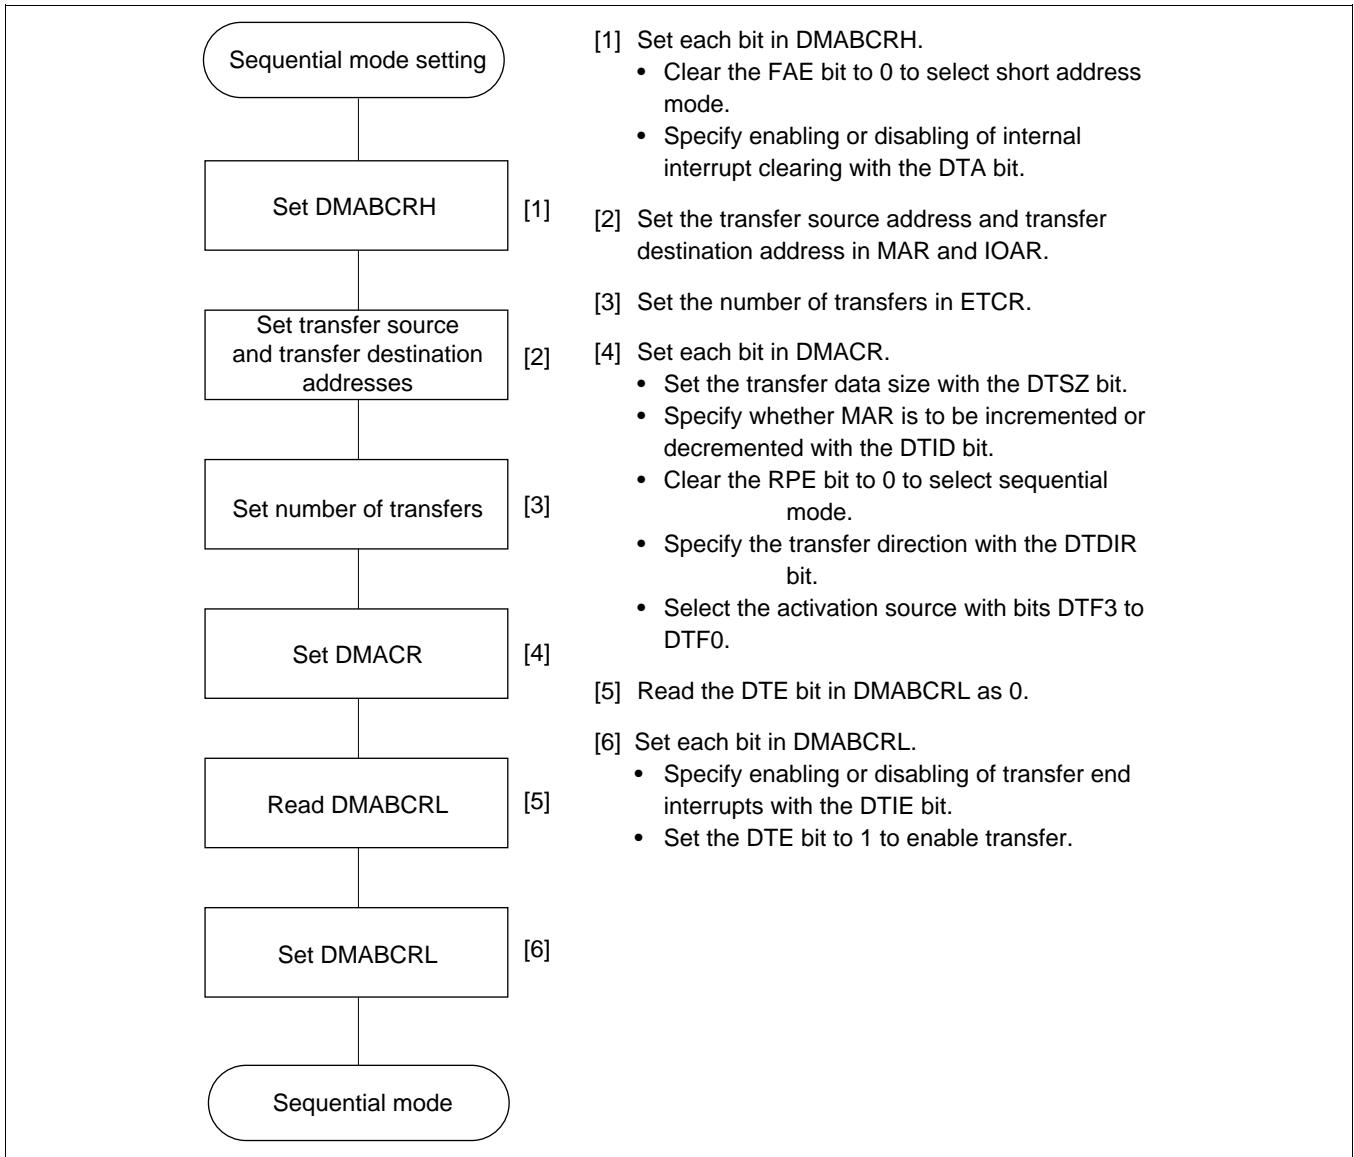 Sequential mode setting
Set DMABCRH
[1]
Set transfer source
and transfer destination
addresses
[2]
Set number of transfers
[3]
Set DMACR
[4]
Read DMABCRL
[5]
Set DMABCRL
[6]
Sequential mode
[1] Set each bit in DMABCRH.
• Clear the FAE bit to 0 to select short address
mode.
• Specify enabling or disabling of internal
interrupt clearing with the DTA bit.
[2] Set the transfer source address and transfer
destination address in MAR and IOAR.
[3] Set the number of transfers in ETCR.
[4] Set each bit in DMACR.
• Set the transfer data size with the DTSZ bit.
• Specify whether MAR is to be incremented or
decremented with the DTID bit.
• Clear the RPE bit to 0 to select sequential
mode.
• Specify the transfer direction with the DTDIR
bit.
• Select the activation source with bits DTF3 to
DTF0.
[5] Read the DTE bit in DMABCRL as 0.
[6] Set each bit in DMABCRL.
• Specify enabling or disabling of transfer end
interrupts with the DTIE bit.
• Set the DTE bit to 1 to enable transfer.